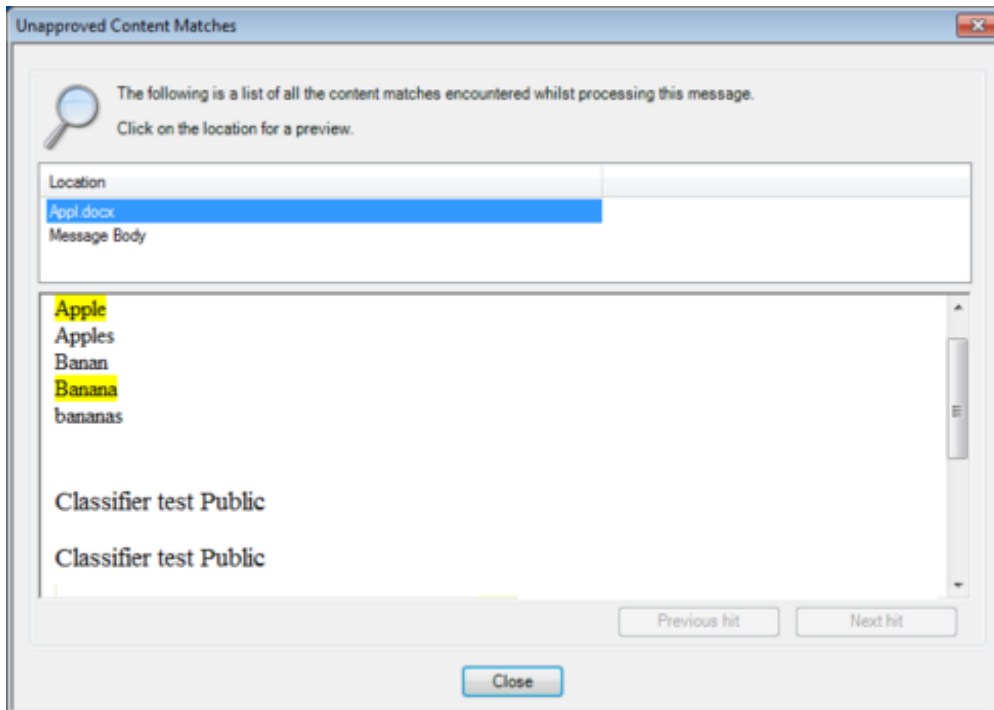 Unapproved Content Matches
The following is a list of all the content matches encountered whilst processing this message.
Click on the location for a preview.
Location
Appl.docx
Message Body
Apple
Apples
Banan
Banana
bananas
Classifier test Public
Classifier test Public
Previous hit
Next hit
Close